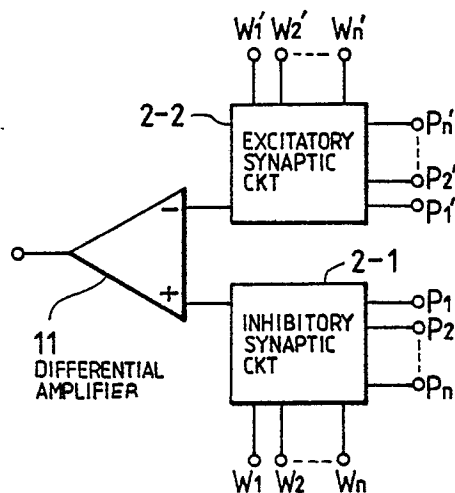 W1' W2' Wn'
2-2
EXCITATORY
SYNAPTIC
CKT
Pn'
P2'
P1'
−
+
2-1
INHIBITORY
SYNAPTIC
CKT
P1
P2
Pn
11
DIFFERENTIAL
AMPLIFIER
W1 W2 Wn